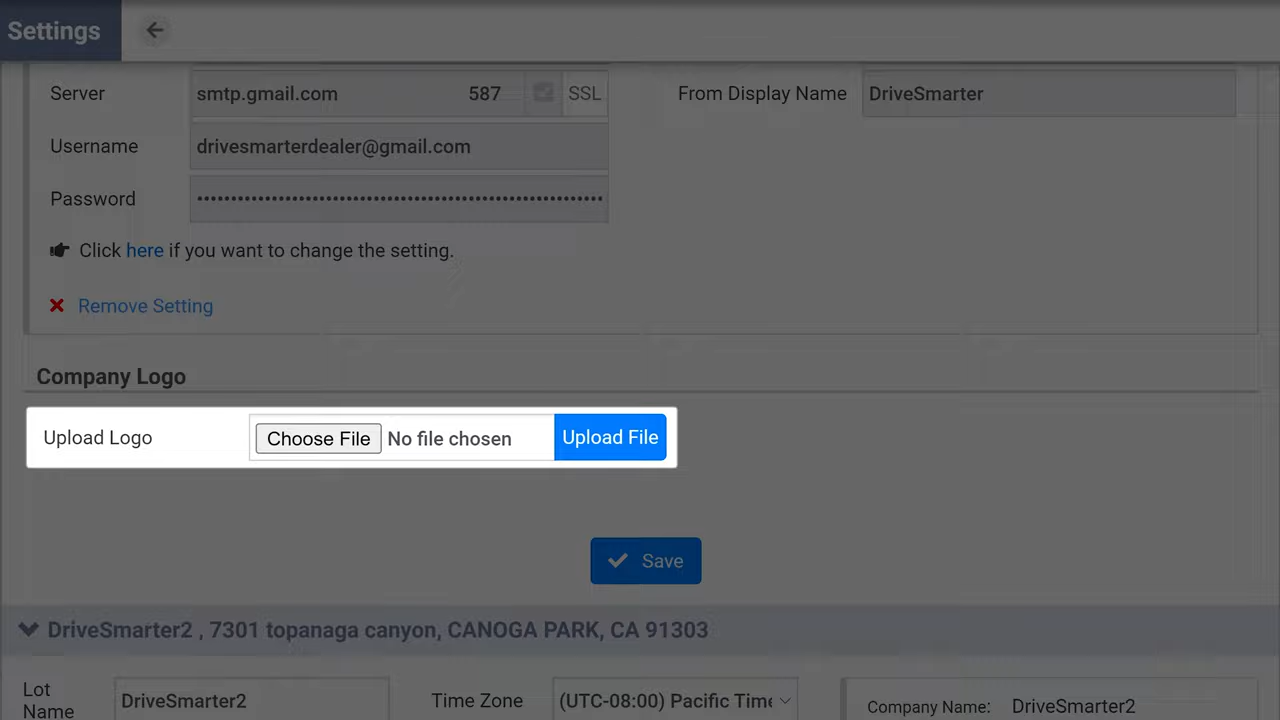 Settings
Server smtp.gmail.com 587 SSL From Display Name DriveSmarter
Username drivesmarterdealer@gmail.com
Password ••••••••••••••••••••••••••••••••••••••••••••••••••••••••••
Click here if you want to change the setting.
Remove Setting
Company Logo
Upload Logo Choose File No file chosen Upload File
Save
DriveSmarter2 , 7301 topanaga canyon, CANOGA PARK, CA 91303
Lot Name DriveSmarter2 Time Zone (UTC-08:00) Pacific Time Company Name: DriveSmarter2